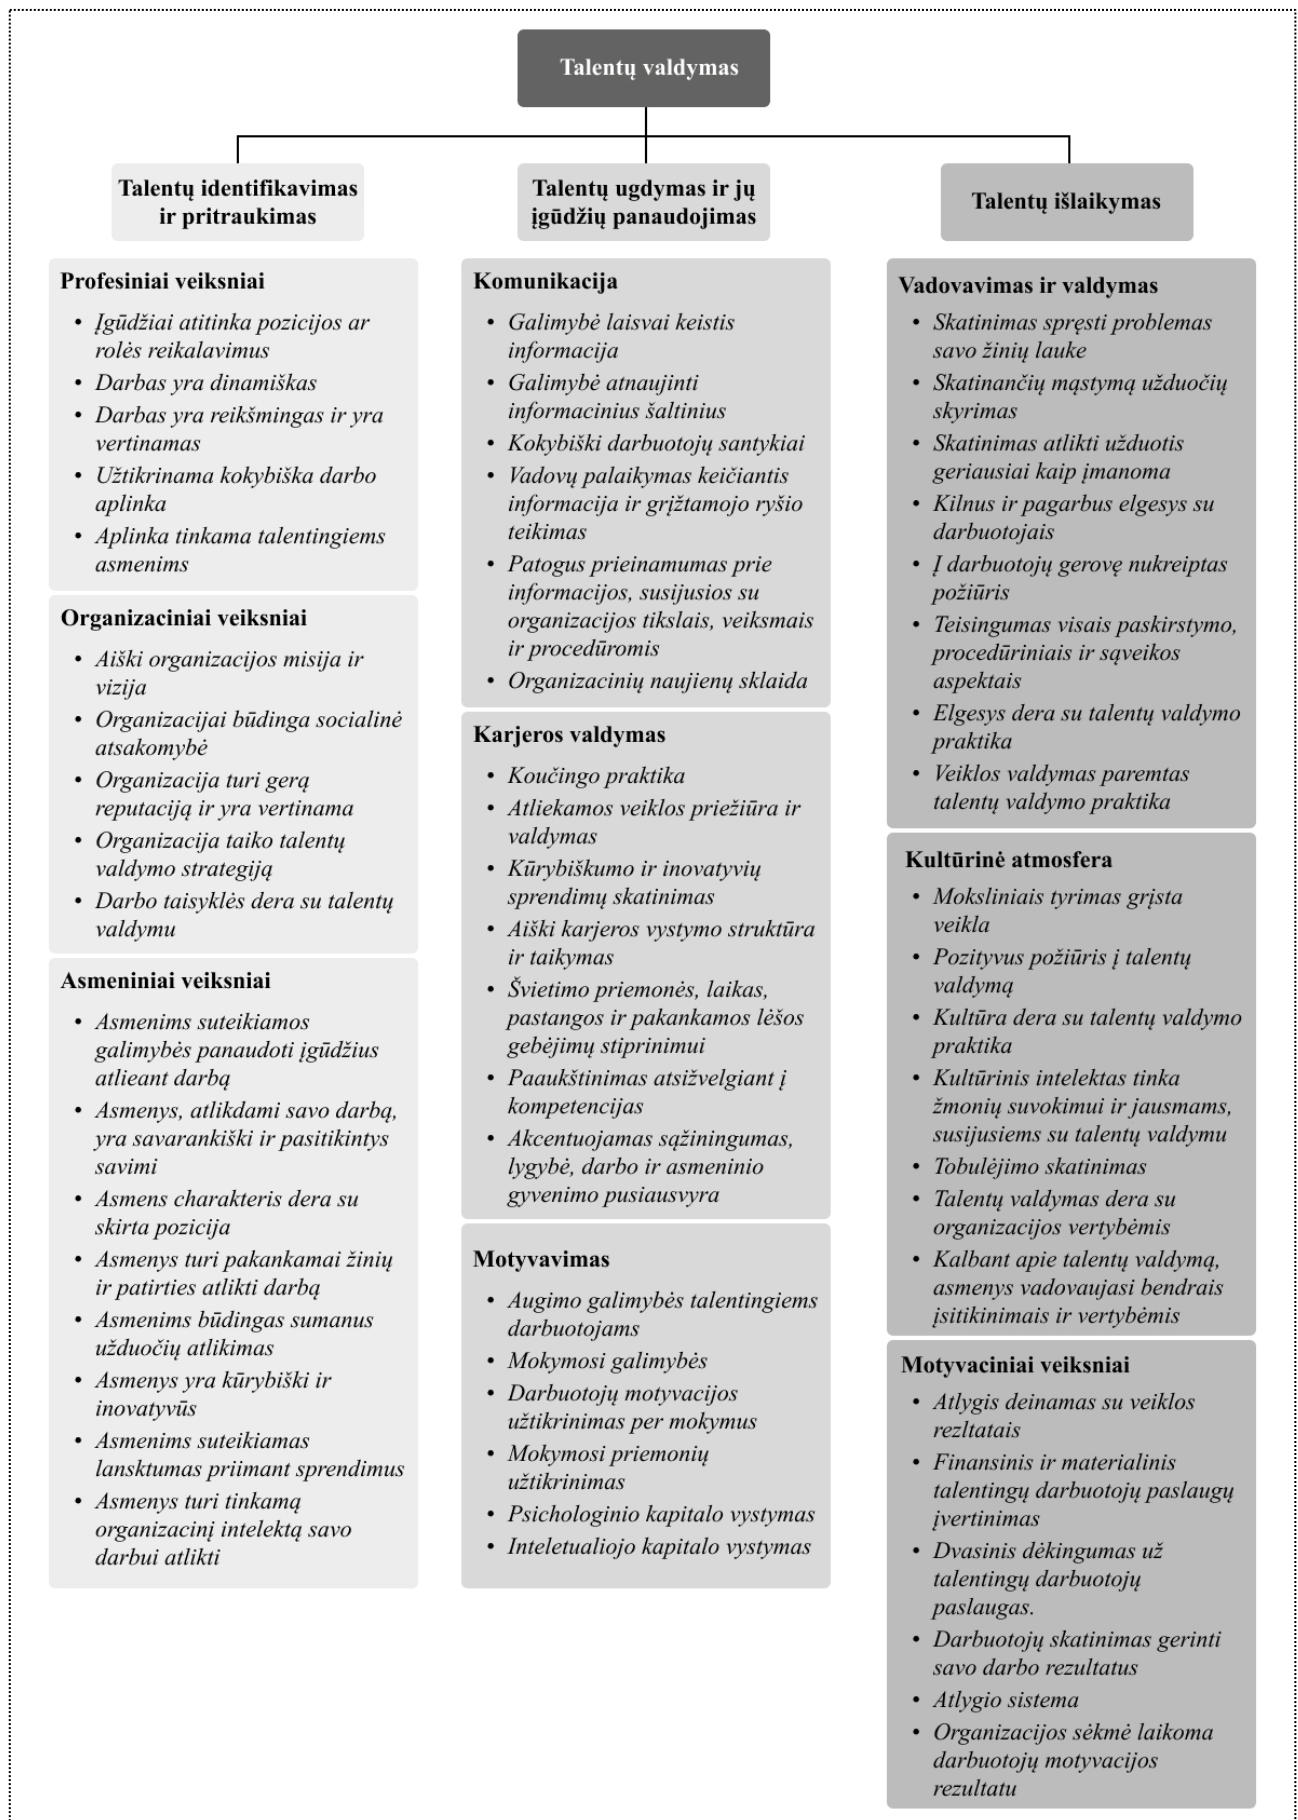 Talentų valdymas
Talentų identifikavimas
ir pritraukimas
Profesiniai veiksniai
• Įgūdžiai atitinka pozicijos ar
rolės reikalavimus
• Darbas yra dinamiškas
• Darbas yra reikšmingas ir yra
vertinamas
• Užtikrinama kokybiška darbo
aplinka
• Aplinka tinkama talentingiems
asmenims
Organizaciniai veiksniai
• Aiški organizacijos misija ir
vizija
• Organizacijai būdinga socialinė
atsakomybė
• Organizacija turi gerą
reputaciją ir yra vertinama
• Organizacija taiko talentų
valdymo strategiją
• Darbo taisyklės dera su talentų
valdymu
Asmeniniai veiksniai
• Asmenims suteikiamos
galimybės panaudoti įgūdžius
atlieant darbą
• Asmenys, atlikdami savo darbą,
yra savarankiški ir pasitikintys
savimi
• Asmens charakteris dera su
skirta pozicija
• Asmenys turi pakankamai žinių
ir patirties atlikti darbą
• Asmenims būdingas sumanus
užduočių atlikimas
• Asmenys yra kūrybiški ir
inovatyvūs
• Asmenims suteikiamas
lansktumas priimant sprendimus
• Asmenys turi tinkamą
organizacinį intelektą savo
darbui atlikti
Talentų ugdymas ir jų
įgūdžių panaudojimas
Komunikacija
• Galimybė laisvai keistis
informacija
• Galimybė atnaujinti
informacinius šaltinius
• Kokybiški darbuotojų santykiai
• Vadovų palaikymas keičiantis
informacija ir grįžtamojo ryšio
teikimas
• Patogus prieinamumas prie
informacijos, susijusios su
organizacijos tikslais, veiksmais
ir procedūromis
• Organizacinių naujienų sklaida
Karjeros valdymas
• Koučingo praktika
• Atliekamos veiklos priežiūra ir
valdymas
• Kūrybiškumo ir inovatyvių
sprendimų skatinimas
• Aiški karjeros vystymo struktūra
ir taikymas
• Švietimo priemonės, laikas,
pastangos ir pakankamos lėšos
gebėjimų stiprinimui
• Paaukštinimas atsižvelgiant į
kompetencijas
• Akcentuojamas sąžiningumas,
lygybė, darbo ir asmeninio
gyvenimo pusiausvyra
Motyvavimas
• Augimo galimybės talentingiems
darbuotojams
• Mokymosi galimybės
• Darbuotojų motyvacijos
užtikrinimas per mokymus
• Mokymosi priemonių
užtikrinimas
• Psichologinio kapitalo vystymas
• Inteletualiojo kapitalo vystymas
Talentų išlaikymas
Vadovavimas ir valdymas
• Skatinimas spręsti problemas
savo žinių lauke
• Skatinančių mąstymą užduočių
skyrimas
• Skatinimas atlikti užduotis
geriausiai kaip įmanoma
• Kilnus ir pagarbus elgesys su
darbuotojais
• Į darbuotojų gerovę nukreiptas
požiūris
• Teisingumas visais paskirstymo,
procedūriniais ir sąveikos
aspektais
• Elgesys dera su talentų valdymo
praktika
• Veiklos valdymas paremtas
talentų valdymo praktika
Kultūrinė atmosfera
• Moksliniais tyrimas grįsta
veikla
• Pozityvus požiūris į talentų
valdymą
• Kultūra dera su talentų valdymo
praktika
• Kultūrinis intelektas tinka
žmonių suvokimui ir jausmams,
susijusiems su talentų valdymu
• Tobulėjimo skatinimas
• Talentų valdymas dera su
organizacijos vertybėmis
• Kalbant apie talentų valdymą,
asmenys vadovaujasi bendrais
įsitikinimais ir vertybėmis
Motyvaciniai veiksniai
• Atlygis deinamas su veiklos
rezltatais
• Finansinis ir materialinis
talentingų darbuotojų paslaugų
įvertinimas
• Dvasinis dėkingumas už
talentingų darbuotojų
paslaugas.
• Darbuotojų skatinimas gerinti
savo darbo rezultatus
• Atlygio sistema
• Organizacijos sėkmė laikoma
darbuotojų motyvacijos
rezultatu